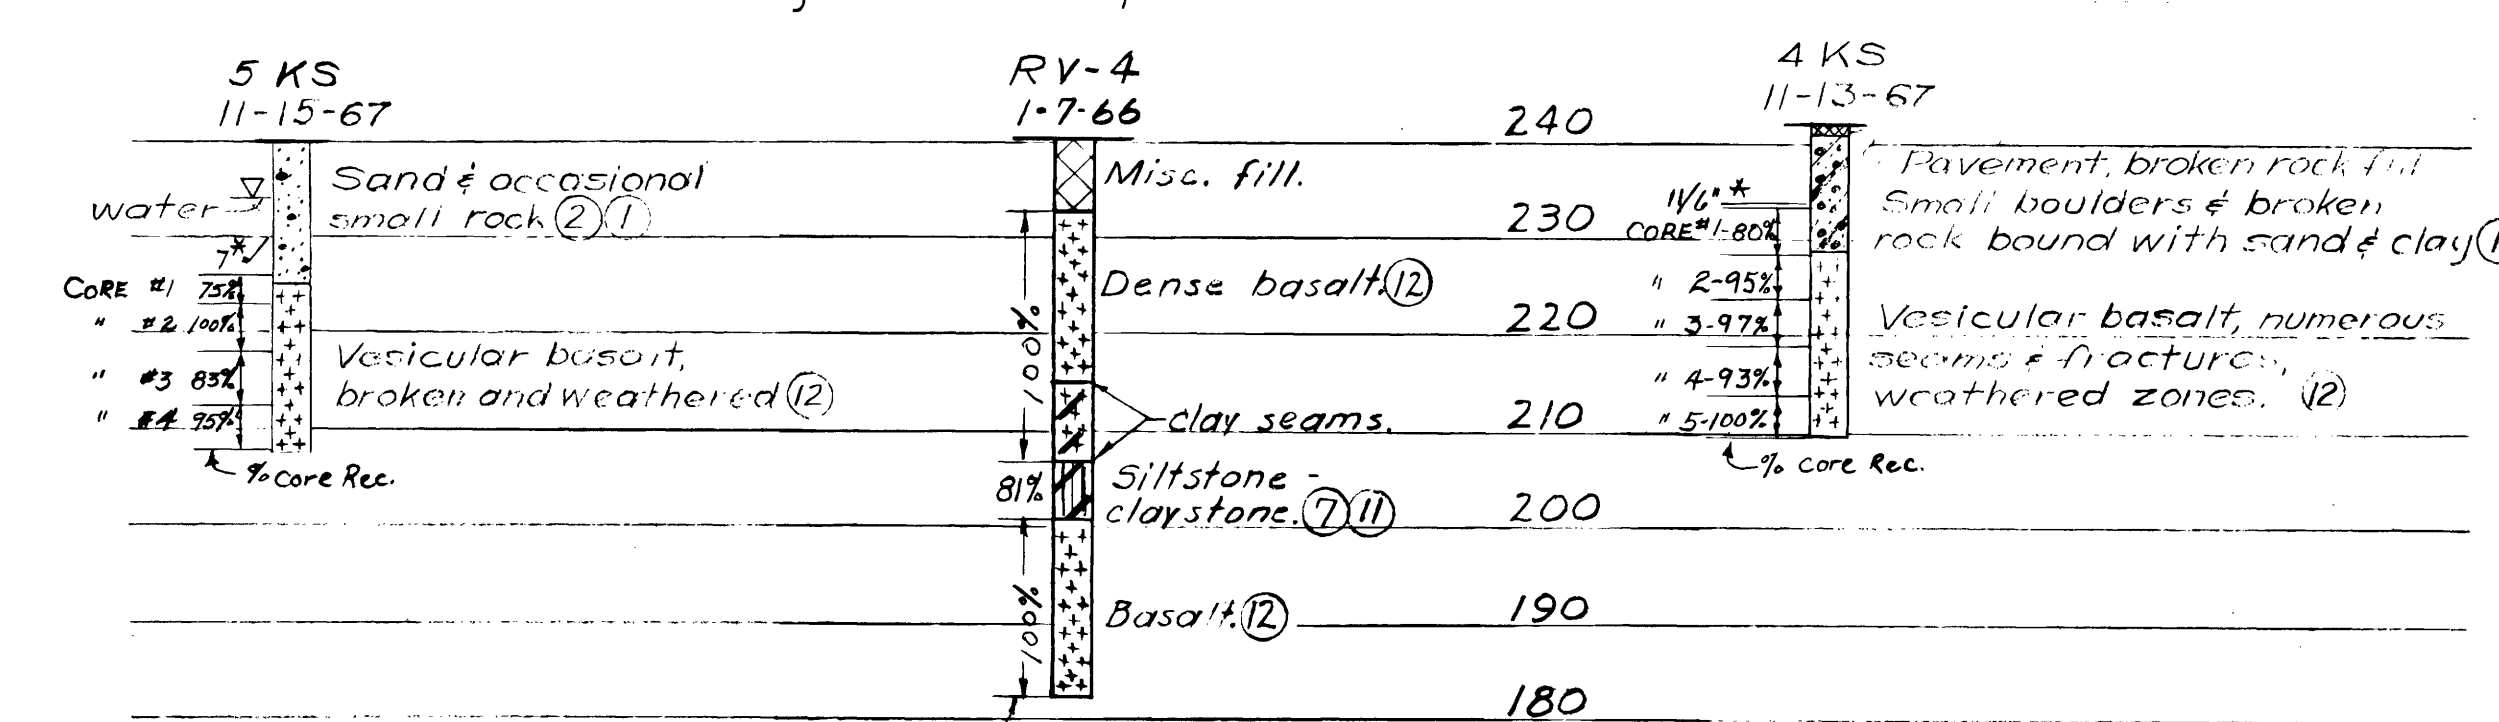 5 KS
11-15-67
water
Sand & occasional
small rock ② ①
7*
CORE #1 75%
" #2 100%
" #3 83%
" #4 95%
Vesicular basalt,
broken and weathered ⑫
% Core Rec.
RV-4
1-7-66
Misc. fill.
Dense basalt. ⑫
100%
clay seams.
81%
Siltstone -
claystone. ⑦ ⑪
100%
Basalt. ⑫
240
230
220
210
200
190
180
4 KS
11-13-67
Pavement, broken rock fill
Small boulders & broken
rock bound with sand & clay
CORE #1-80%
" 2-95%
" 3-97%
" 4-93%
" 5-100%
Vesicular basalt, numerous
seams & fractures,
weathered zones. ⑫
% Core Rec.